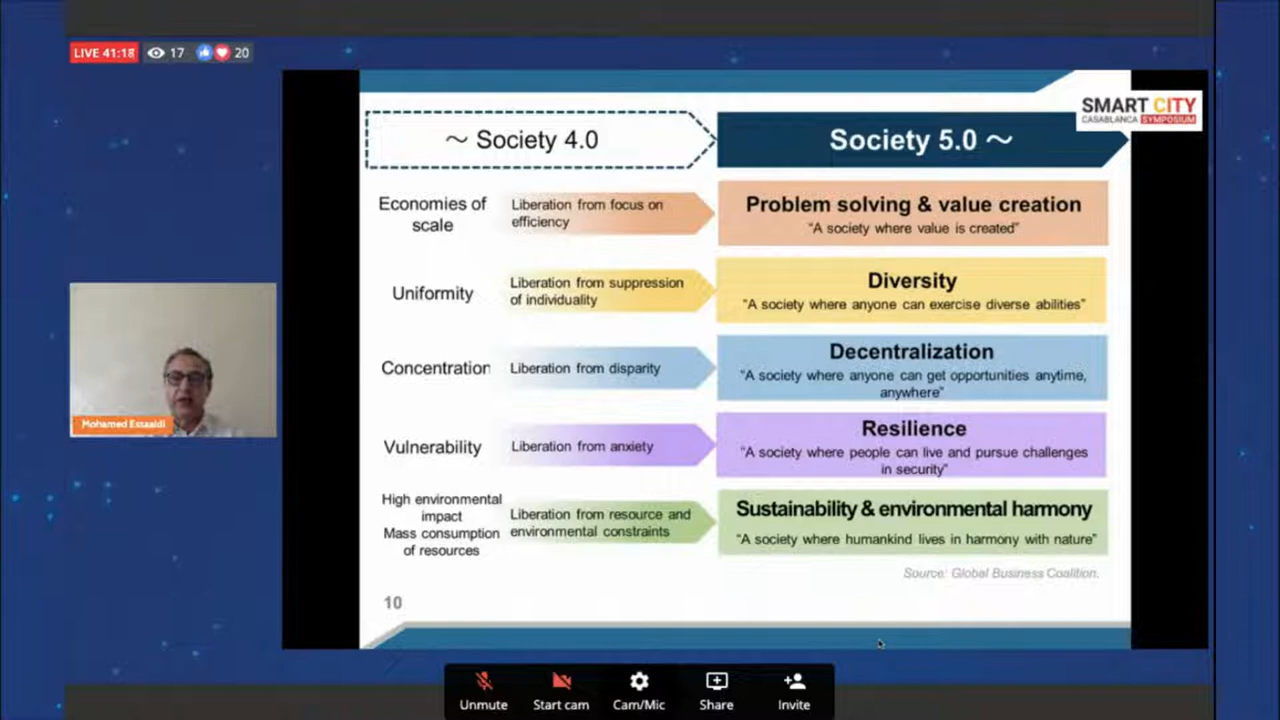 LIVE 41:18 17 20
SMART CITY
CASABLANCA SYMPOSIUM
~ Society 4.0
Society 5.0 ~
Economies of
scale
Liberation from focus on
efficiency
Problem solving & value creation
"A society where value is created"
Uniformity
Liberation from suppression
of individuality
Diversity
"A society where anyone can exercise diverse abilities"
Concentration
Liberation from disparity
Decentralization
"A society where anyone can get opportunities anytime,
anywhere"
Vulnerability
Liberation from anxiety
Resilience
"A society where people can live and pursue challenges
in security"
High environmental
impact
Mass consumption
of resources
Liberation from resource and
environmental constraints
Sustainability & environmental harmony
"A society where humankind lives in harmony with nature"
Source: Global Business Coalition.
10
Mohamed Essaaidi
Unmute
Start cam
Cam/Mic
Share
Invite